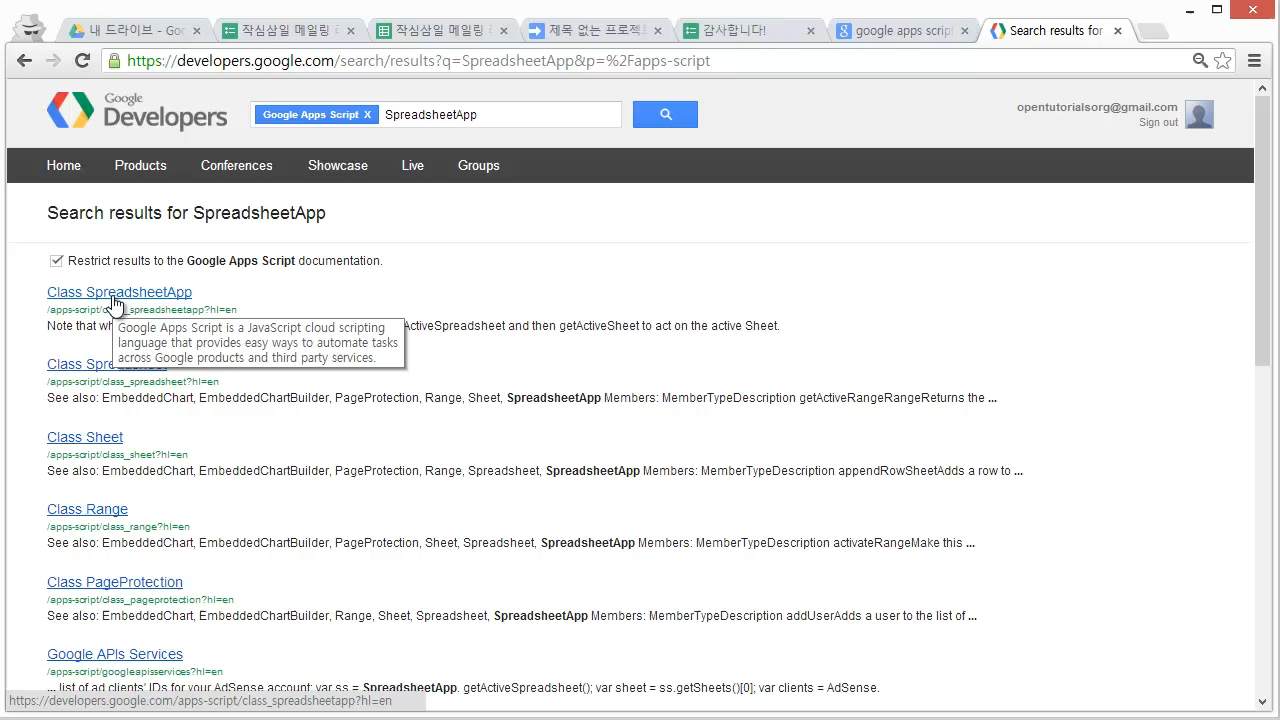 내 드라이브 - Goo
작심삼일 메일링 리
작심삼일 메일링 리
제목 없는 프로젝트
감사합니다!
google apps script
Search results for
https://developers.google.com/search/results?q=SpreadsheetApp&p=%2Fapps-script
Google Developers
Google Apps Script X
SpreadsheetApp
opentutorialsorg@gmail.com
Sign out
Home
Products
Conferences
Showcase
Live
Groups
Search results for SpreadsheetApp
Restrict results to the Google Apps Script documentation.
Class SpreadsheetApp
/apps-script/c spreadsheetapp?hl=en
Note that wh ActiveSpreadsheet and then getActiveSheet to act on the active Sheet.
Google Apps Script is a JavaScript cloud scripting
language that provides easy ways to automate tasks
across Google products and third party services.
Class Spreadsheet
/apps-script/class_spreadsheet?hl=en
See also: EmbeddedChart, EmbeddedChartBuilder, PageProtection, Range, Sheet, SpreadsheetApp Members: MemberTypeDescription getActiveRangeRangeReturns the ...
Class Sheet
/apps-script/class_sheet?hl=en
See also: EmbeddedChart, EmbeddedChartBuilder, PageProtection, Range, Spreadsheet, SpreadsheetApp Members: MemberTypeDescription appendRowSheetAdds a row to ...
Class Range
/apps-script/class_range?hl=en
See also: EmbeddedChart, EmbeddedChartBuilder, PageProtection, Sheet, Spreadsheet, SpreadsheetApp Members: MemberTypeDescription activateRangeMake this ...
Class PageProtection
/apps-script/class_pageprotection?hl=en
See also: EmbeddedChart, EmbeddedChartBuilder, Range, Sheet, Spreadsheet, SpreadsheetApp Members: MemberTypeDescription addUserAdds a user to the list of ...
Google APIs Services
/apps-script/googleapisservices?hl=en
... list of ad clients' IDs for your AdSense account: var ss = SpreadsheetApp. getActiveSpreadsheet(); var sheet = ss.getSheets()[0]; var clients = AdSense.
https://developers.google.com/apps-script/class_spreadsheetapp?hl=en